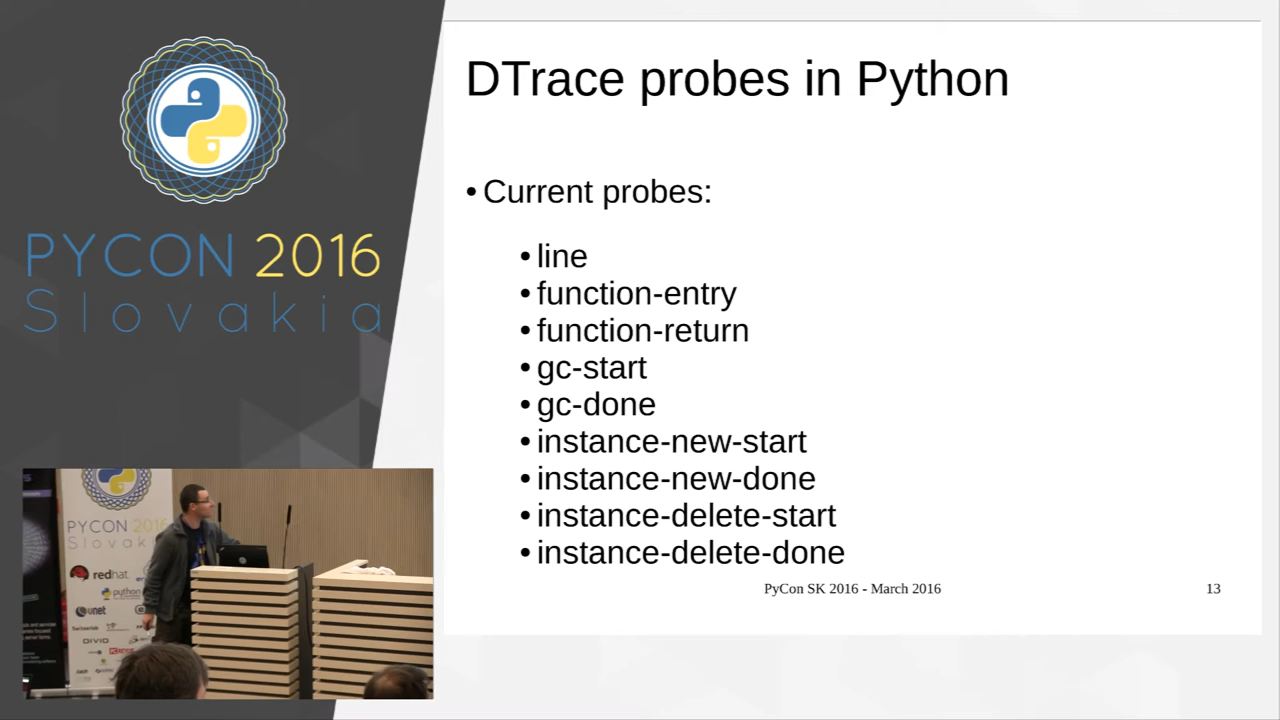 PYCON 2016
Slovakia
DTrace probes in Python
• Current probes:
• line
• function-entry
• function-return
• gc-start
• gc-done
• instance-new-start
• instance-new-done
• instance-delete-start
• instance-delete-done
PyCon SK 2016 - March 2016
13
PYCON 2016
Slovaki
redhat
python
unet
DIVIO